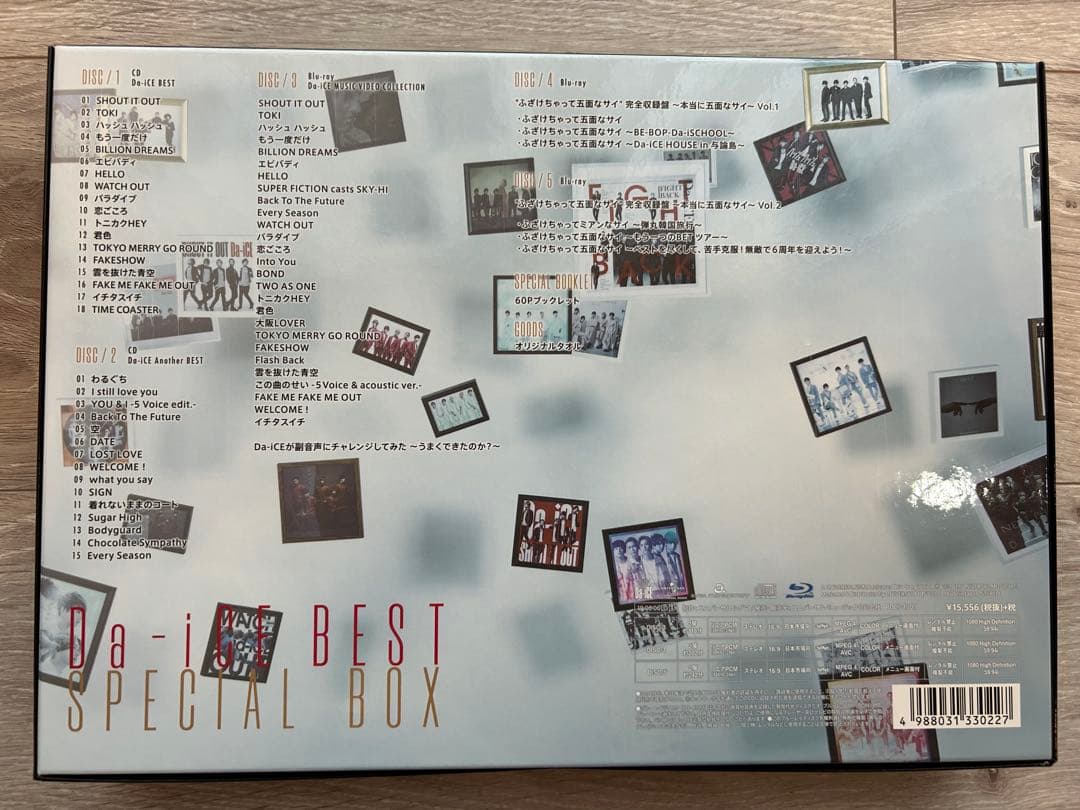 DISC / 1 CD
Da-iCE BEST
01 SHOUT IT OUT
02 TOKI
03 ハッシュ ハッシュ
04 もう一度だけ
05 BILLION DREAMS
06 エビバディ
07 HELLO
08 WATCH OUT
09 パラダイブ
10 恋ごころ
11 トニカクHEY
12 君色
13 TOKYO MERRY GO ROUND
14 FAKESHOW
15 雲を抜けた青空
16 FAKE ME FAKE ME OUT
17 イチタスイチ
18 TIME COASTER
DISC / 2 CD
Da-iCE Another BEST
01 わるぐち
02 I still love you
03 YOU & I -5 Voice edit.-
04 Back To The Future
05 空
06 DATE
07 LOST LOVE
08 WELCOME !
09 what you say
10 SIGN
11 着れないままのコート
12 Sugar High
13 Bodyguard
14 Chocolate Sympathy
15 Every Season
DISC / 3 Blu-ray
Da-iCE MUSIC VIDEO COLLECTION
SHOUT IT OUT
TOKI
ハッシュ ハッシュ
もう一度だけ
BILLION DREAMS
エビバディ
HELLO
SUPER FICTION casts SKY-HI
Back To The Future
Every Season
WATCH OUT
パラダイブ
恋ごころ
Into You
BOND
TWO AS ONE
トニカクHEY
君色
大阪LOVER
TOKYO MERRY GO ROUND
FAKESHOW
Flash Back
雲を抜けた青空
この曲のせい -5 Voice & acoustic ver.-
FAKE ME FAKE ME OUT
WELCOME !
イチタスイチ
Da-iCEが副音声にチャレンジしてみた ～うまくできたのか?～
DISC / 4 Blu-ray
"ふざけちゃって五面なサイ" 完全収録盤 ～本当に五面なサイ～ Vol.1
・ふざけちゃって五面なサイ
・ふざけちゃって五面なサイ ～BE-BOP-Da-iSCHOOL～
・ふざけちゃって五面なサイ ～Da-iCE HOUSE in 与論島～
DISC / 5 Blu-ray
"ふざけちゃって五面なサイ" 完全収録盤 ～本当に五面なサイ～ Vol.2
・ふざけちゃってミアンなサイ ～弾丸韓国旅行～
・ふざけちゃって五面なサイ ～もう一つのBETツアー～
・ふざけちゃって五面なサイ ～ベストを尽くして、苦手克服！無敵で6周年を迎えよう！～
SPECIAL BOOKLET
60Pブックレット
GOODS
オリジナルタオル
FIGHT BACK
Da-iCE
SHOUT IT OUT
Da-iCE BEST
SPECIAL BOX
¥15,556 (税抜)+税
4 988031 330227